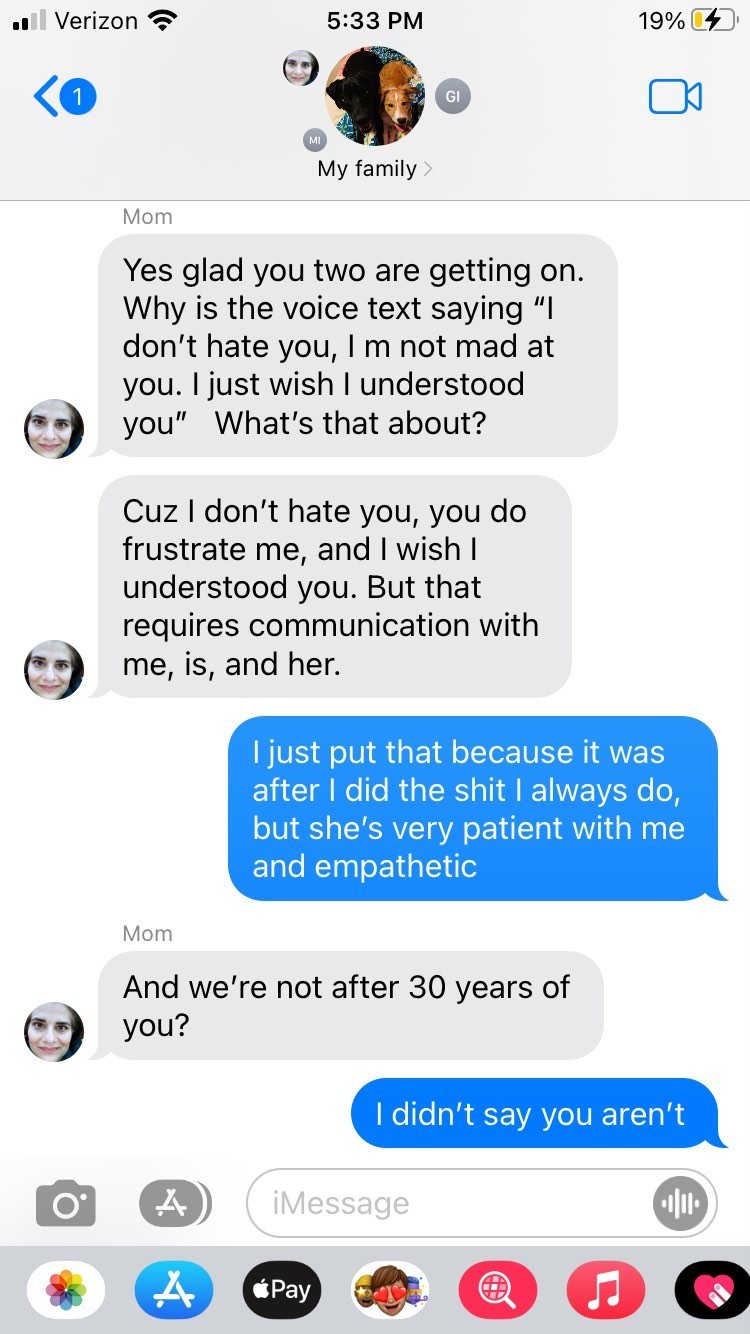 Verizon 5:33 PM 19%
1
GI
MI
My family
Mom
Yes glad you two are getting on.
Why is the voice text saying “I
don’t hate you, I m not mad at
you. I just wish I understood
you”   What’s that about?
Cuz I don’t hate you, you do
frustrate me, and I wish I
understood you. But that
requires communication with
me, is, and her.
I just put that because it was
after I did the shit I always do,
but she’s very patient with me
and empathetic
Mom
And we’re not after 30 years of
you?
I didn’t say you aren’t
iMessage
Pay